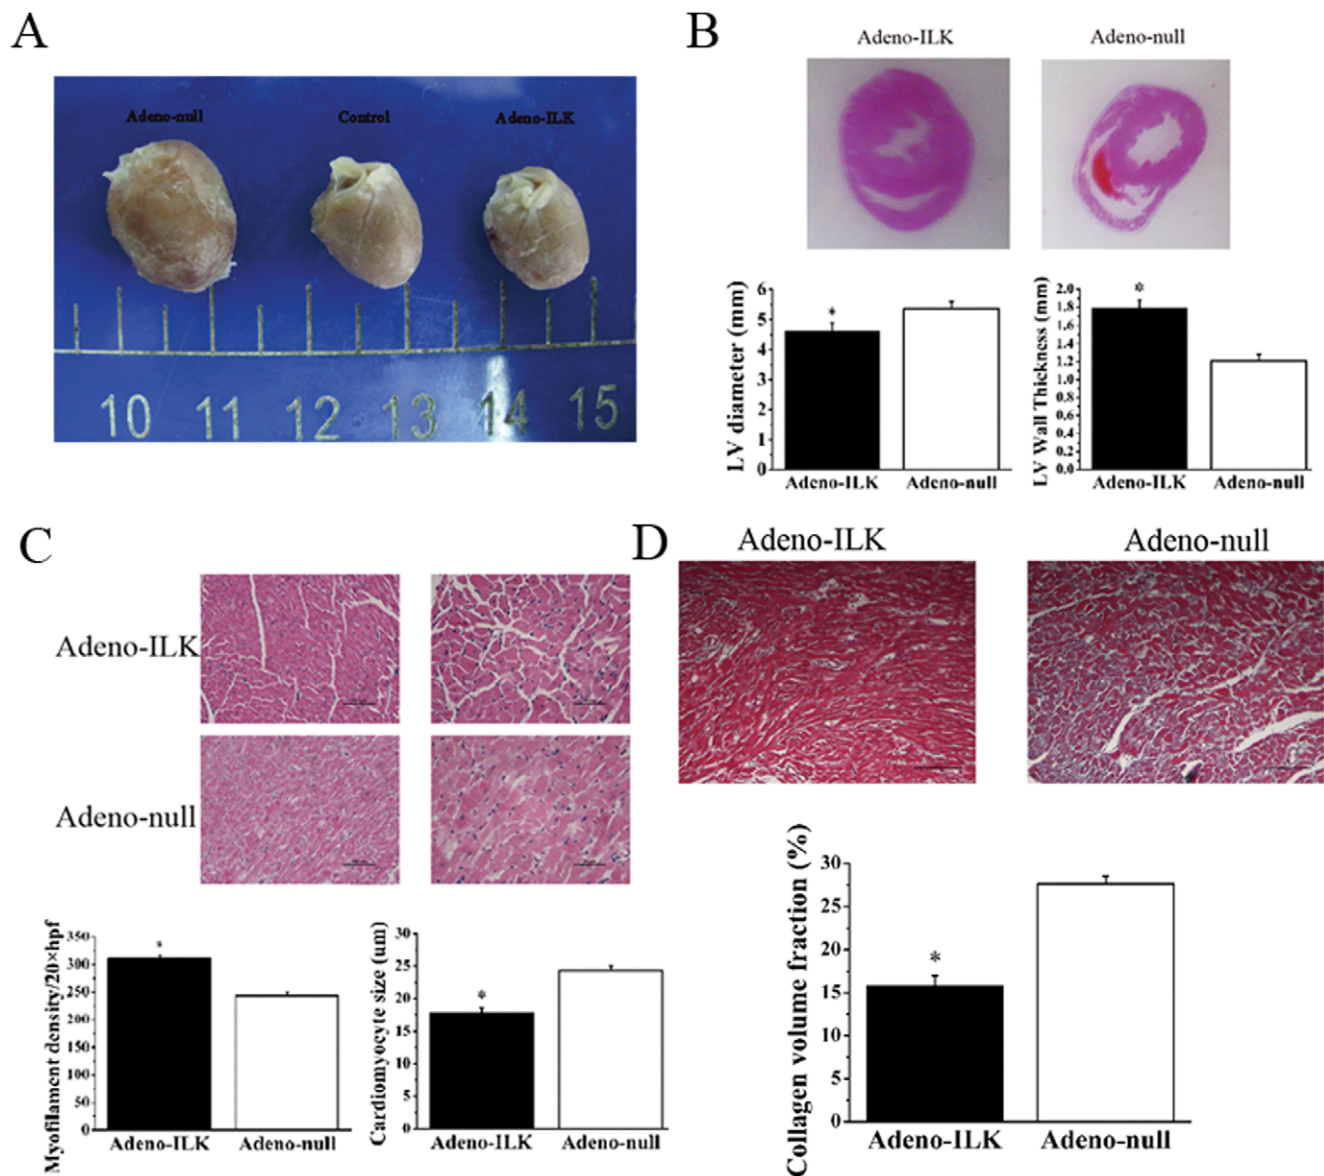 A
Adeno-null Control Adeno-ILK
10 11 12 13 14 15
B
Adeno-ILK Adeno-null
LV diameter (mm)
6
5
4
3
2
1
0
*
Adeno-ILK Adeno-null
LV Wall Thickness (mm)
2.0
1.8
1.6
1.4
1.2
1.0
0.8
0.6
0.4
0.2
0.0
*
Adeno-ILK Adeno-null
C
Adeno-ILK
Adeno-null
Myofilament density/20×hpf
350
300
250
200
150
100
50
0
*
Adeno-ILK Adeno-null
Cardiomyocyte size (um)
30
25
20
15
10
5
0
*
Adeno-ILK Adeno-null
D
Adeno-ILK Adeno-null
Collagen volume fraction (%)
30
25
20
15
10
5
0
*
Adeno-ILK Adeno-null